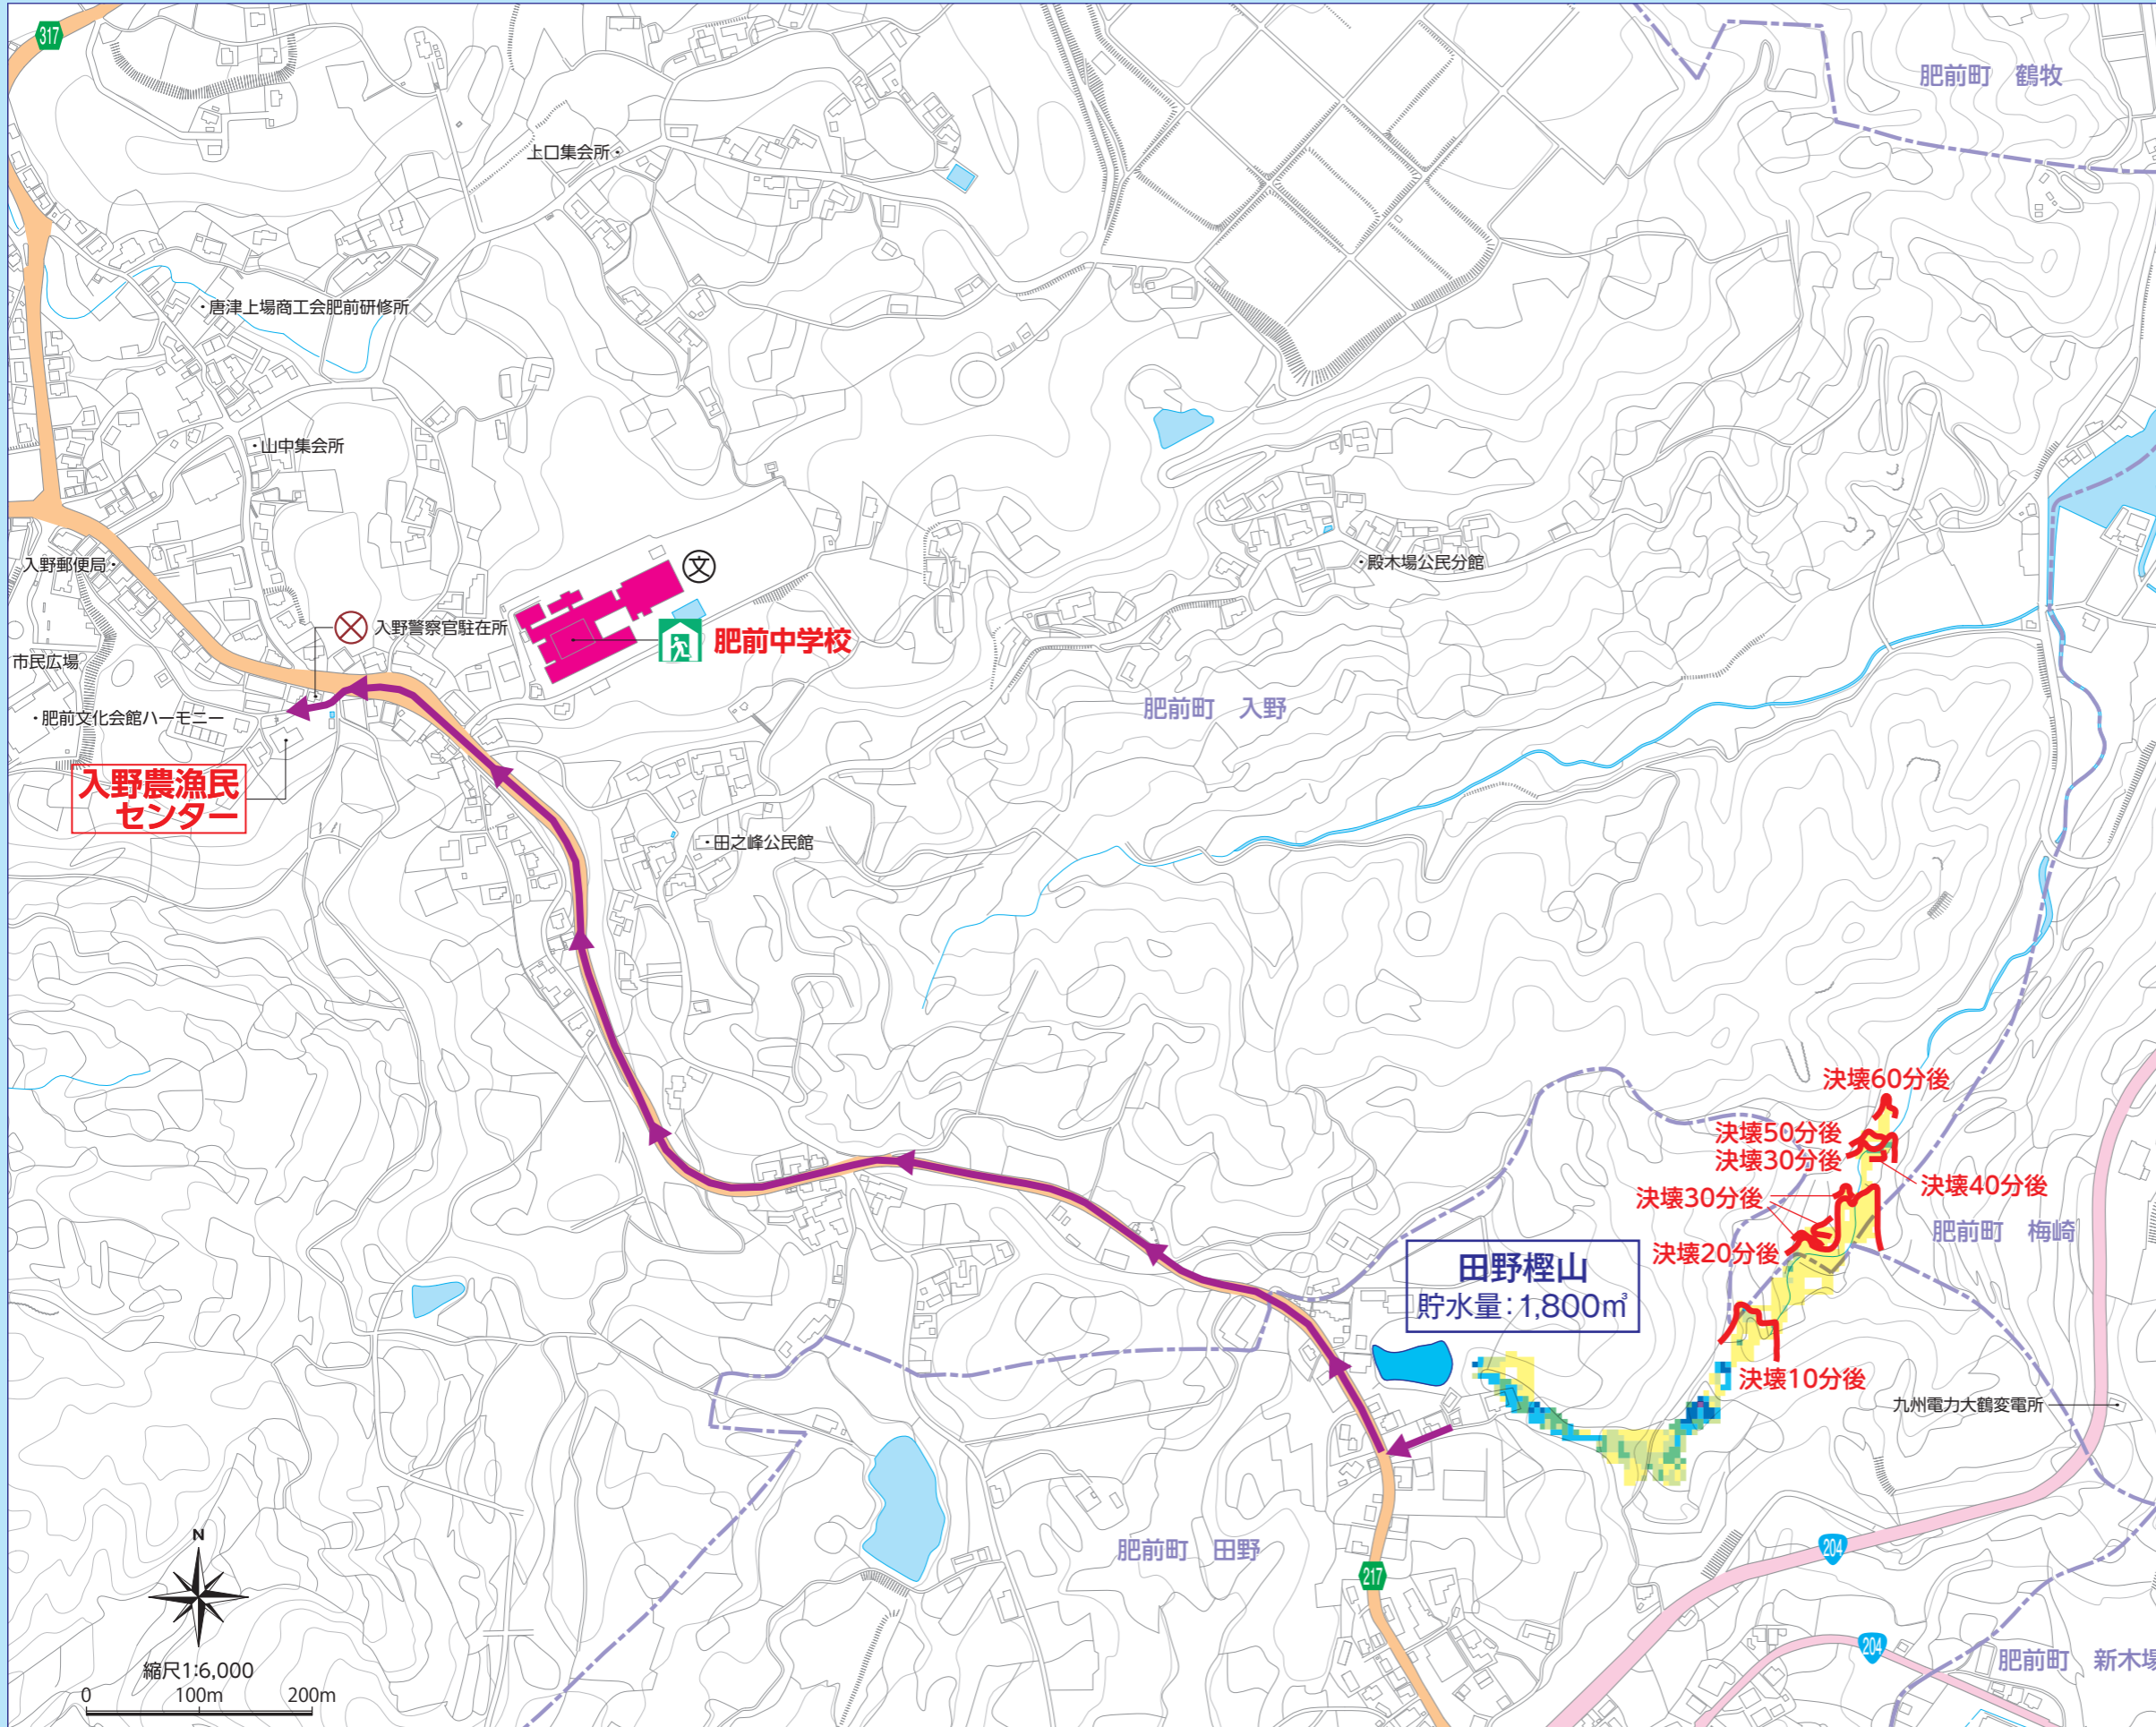 317
肥前町　鶴牧
上口集会所
唐津上場商工会肥前研修所
山中集会所
入野郵便局
文
殿木場公民分館
入野警察官駐在所
肥前中学校
市民広場
肥前町　入野
肥前文化会館ハーモニー
入野農漁民
センター
田之峰公民館
決壊60分後
決壊50分後
決壊30分後
決壊40分後
決壊30分後
肥前町　梅崎
決壊20分後
田野樫山
貯水量：1,800㎥
決壊10分後
九州電力大鶴変電所
N
肥前町　田野
204
217
204
肥前町　新木場
縮尺1:6,000
0
100m
200m